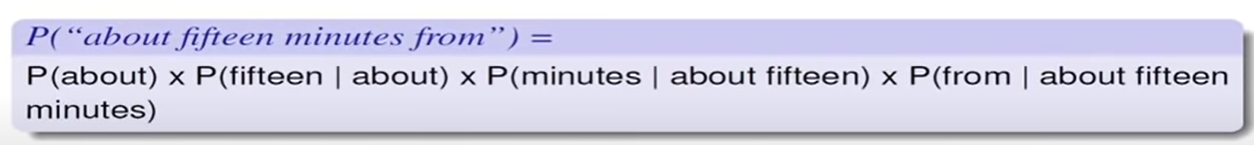 P(“about fifteen minutes from”) =
P(about) x P(fifteen | about) x P(minutes | about fifteen) x P(from | about fifteen
minutes)